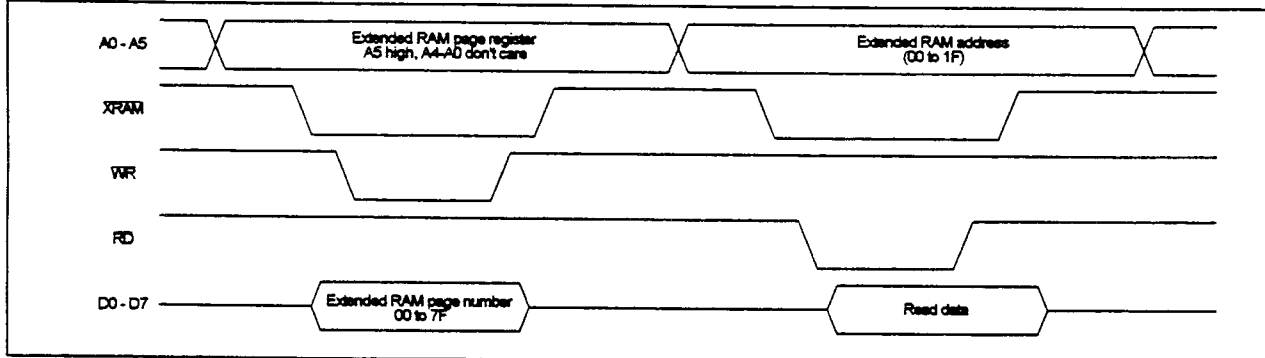 A0 - A5
Extended RAM page register
A5 high, A4-A0 don't care
Extended RAM address
(00 to 1F)
XRAM
WR
RD
D0 - D7
Extended RAM page number
00 to 7F
Read data